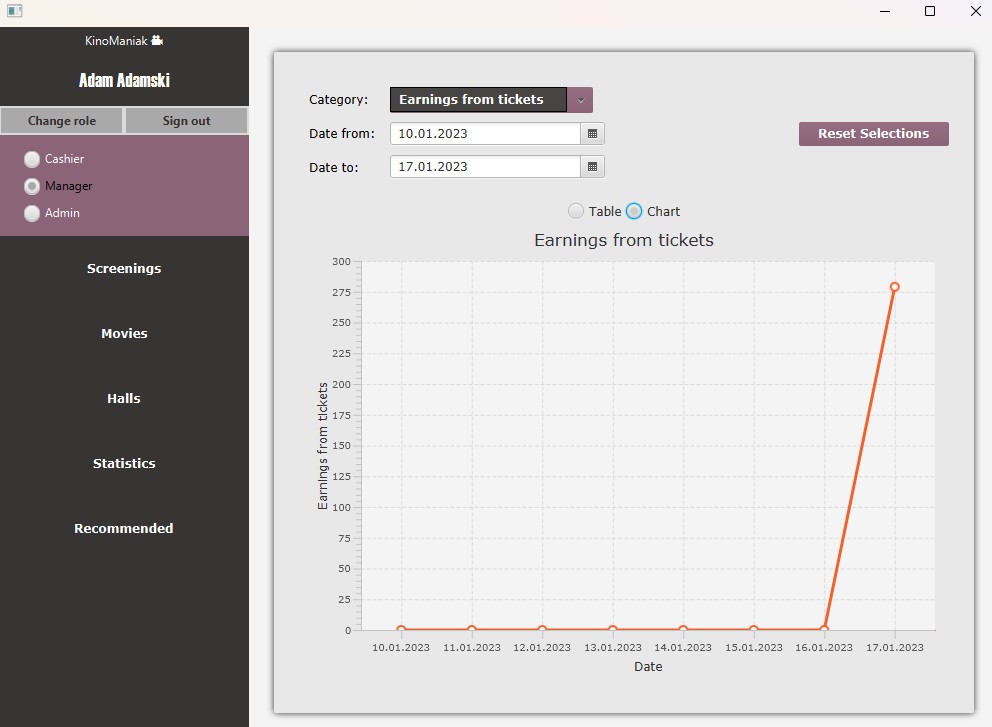 KinoManiak
Adam Adamski
Change role
Sign out
Cashier
Manager
Admin
Screenings
Movies
Halls
Statistics
Recommended
Category:
Earnings from tickets
Date from:
10.01.2023
Date to:
17.01.2023
Reset Selections
Table
Chart
Earnings from tickets
Earnings from tickets
300
275
250
225
200
175
150
125
100
75
50
25
0
10.01.2023
11.01.2023
12.01.2023
13.01.2023
14.01.2023
15.01.2023
16.01.2023
17.01.2023
Date